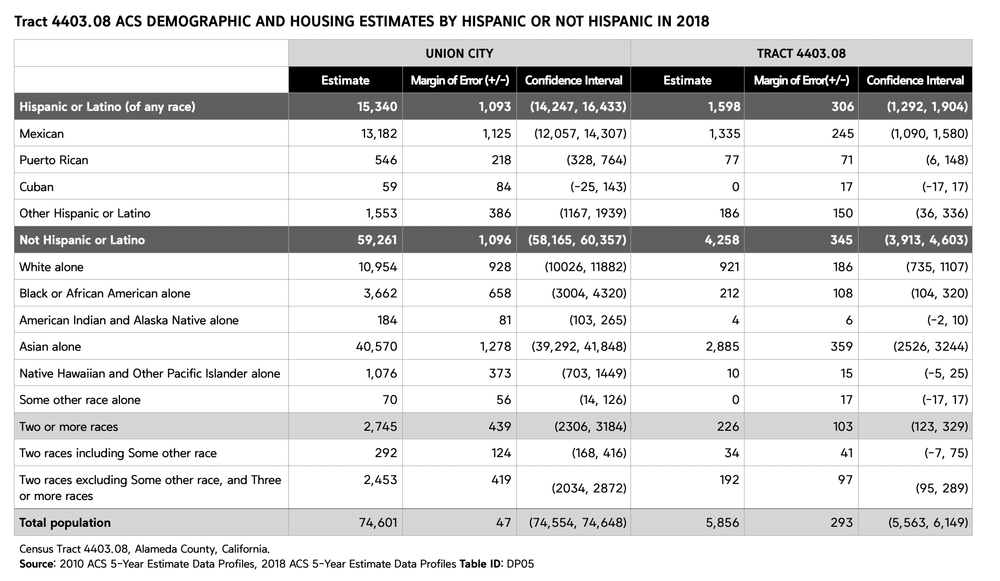 Tract 4403.08 ACS DEMOGRAPHIC AND HOUSING ESTIMATES BY HISPANIC OR NOT HISPANIC IN 2018
UNION CITY TRACT 4403.08
Estimate Margin of Error (+/-) Confidence Interval Estimate Margin of Error(+/-) Confidence Interval
Hispanic or Latino (of any race) 15,340 1,093 (14,247, 16,433) 1,598 306 (1,292, 1,904)
Mexican 13,182 1,125 (12,057, 14,307) 1,335 245 (1,090, 1,580)
Puerto Rican 546 218 (328, 764) 77 71 (6, 148)
Cuban 59 84 (-25, 143) 0 17 (-17, 17)
Other Hispanic or Latino 1,553 386 (1167, 1939) 186 150 (36, 336)
Not Hispanic or Latino 59,261 1,096 (58,165, 60,357) 4,258 345 (3,913, 4,603)
White alone 10,954 928 (10026, 11882) 921 186 (735, 1107)
Black or African American alone 3,662 658 (3004, 4320) 212 108 (104, 320)
American Indian and Alaska Native alone 184 81 (103, 265) 4 6 (-2, 10)
Asian alone 40,570 1,278 (39,292, 41,848) 2,885 359 (2526, 3244)
Native Hawaiian and Other Pacific Islander alone 1,076 373 (703, 1449) 10 15 (-5, 25)
Some other race alone 70 56 (14, 126) 0 17 (-17, 17)
Two or more races 2,745 439 (2306, 3184) 226 103 (123, 329)
Two races including Some other race 292 124 (168, 416) 34 41 (-7, 75)
Two races excluding Some other race, and Three 2,453 419 (2034, 2872) 192 97 (95, 289)
or more races
Total population 74,601 47 (74,554, 74,648) 5,856 293 (5,563, 6,149)
Census Tract 4403.08, Alameda County, California.
Source: 2010 ACS 5-Year Estimate Data Profiles, 2018 ACS 5-Year Estimate Data Profiles Table ID: DP05